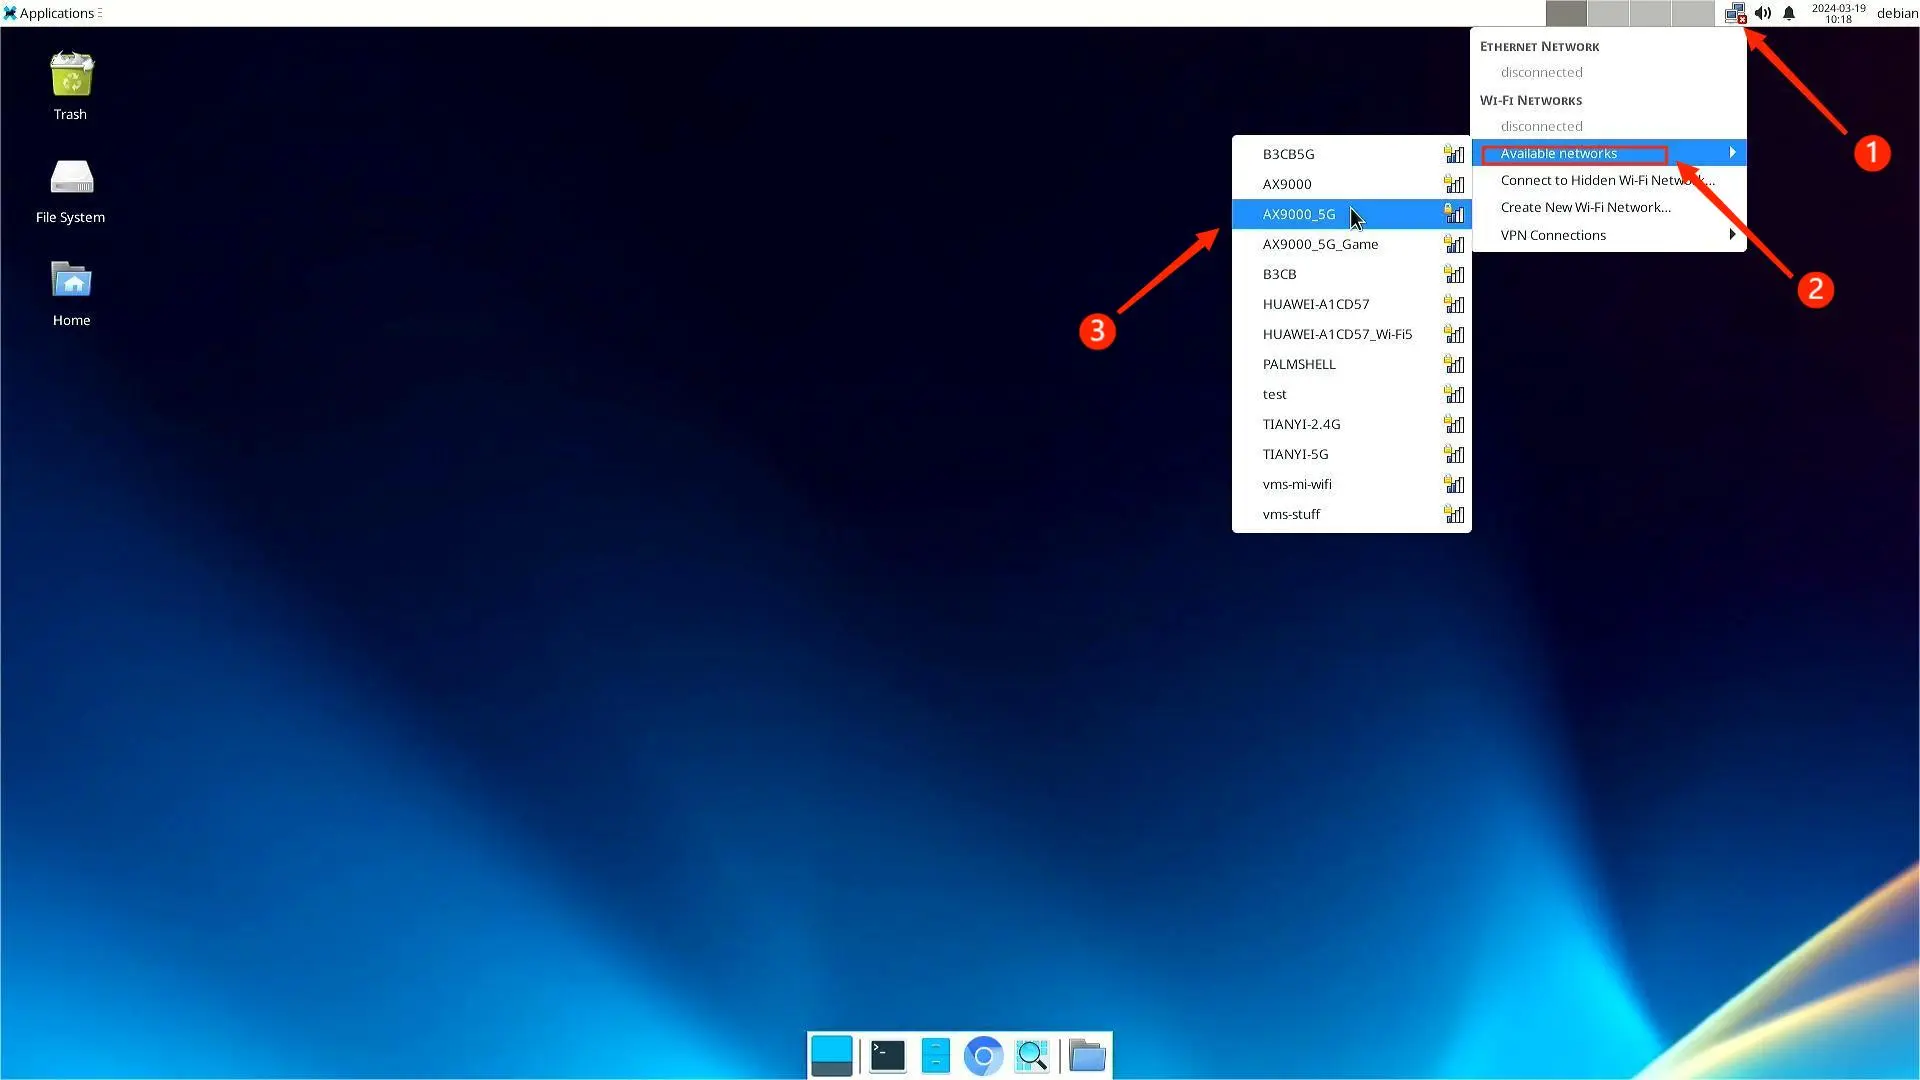 Applications
2024-03-19
10:18
debian
Trash
File System
Home
ETHERNET NETWORK
disconnected
WI-FI NETWORKS
disconnected
Available networks
Connect to Hidden Wi-Fi Network...
Create New Wi-Fi Network...
VPN Connections
B3CB5G
AX9000
AX9000_5G
AX9000_5G_Game
B3CB
HUAWEI-A1CD57
HUAWEI-A1CD57_Wi-Fi5
PALMSHELL
test
TIANYI-2.4G
TIANYI-5G
vms-mi-wifi
vms-stuff
1
2
3
>_